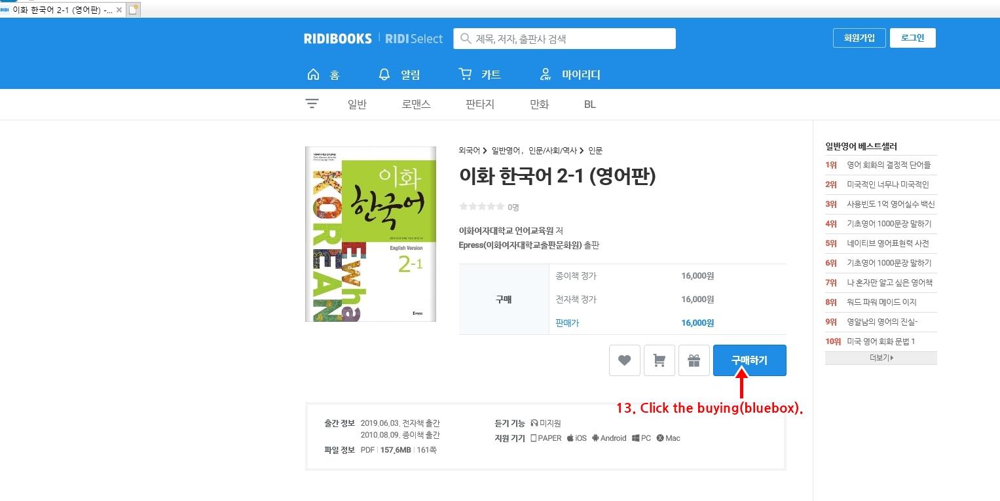 이화 한국어 2-1 (영어판) -...
RIDIBOOKS | RIDI Select 제목, 저자, 출판사 검색 회원가입 로그인
홈 알림 카트 마이리디
일반 로맨스 판타지 만화 BL
이화
한국어
KOREAN
Ewha
English Version
2-1
EPRESS
외국어 > 일반영어 , 인문/사회/역사 > 인문
이화 한국어 2-1 (영어판)
0명
이화여자대학교 언어교육원 저
Epress(이화여자대학교출판문화원) 출판
구매
종이책 정가 16,000원
전자책 정가 16,000원
판매가 16,000원
구매하기
13. Click the buying(bluebox).
출간 정보 2019.06.03. 전자책 출간
2010.08.09. 종이책 출간
파일 정보 PDF | 157.6MB | 161쪽
듣기 기능 미지원
지원 기기 PAPER iOS Android PC Mac
일반영어 베스트셀러
1위 영어 회화의 결정적 단어들
2위 미국적인 너무나 미국적인
3위 사용빈도 1억 영어실수 백신
4위 기초영어 1000문장 말하기
5위 네이티브 영어표현력 사전
6위 기초영어 1000문장 말하기
7위 나 혼자만 알고 싶은 영어책
8위 워드 파워 메이드 이지
9위 영알남의 영어의 진실-
10위 미국 영어 회화 문법 1
더보기